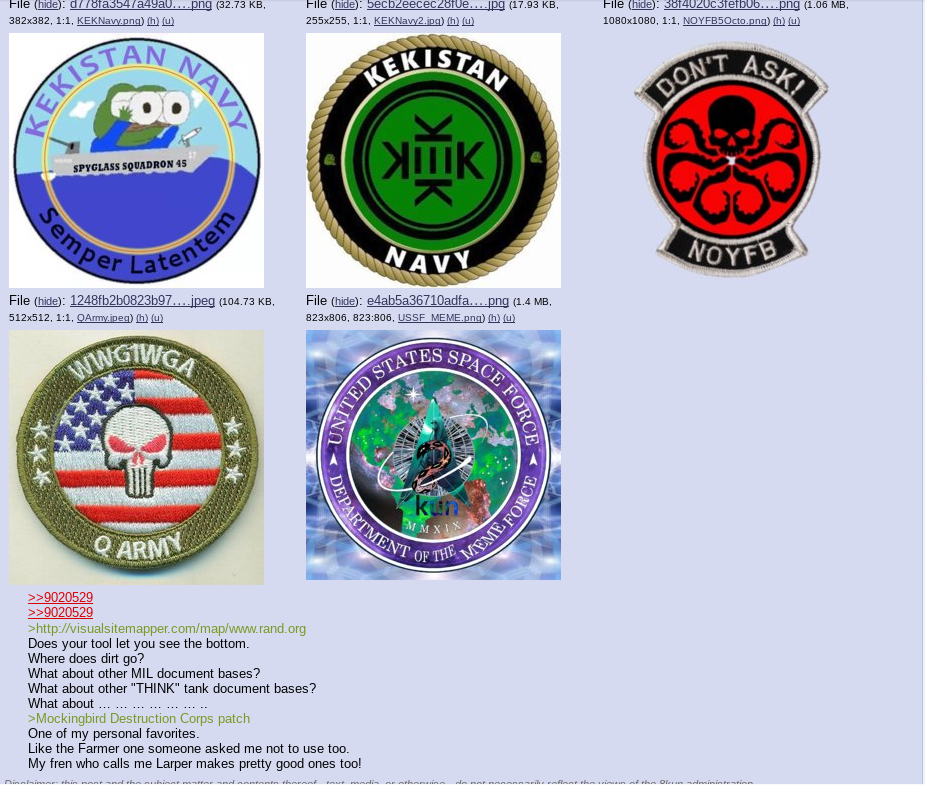 File (hide): d778fa3547a49a0….png (32.73 KB,
382x382, 1:1, KEKNavy.png) (h) (u)
File (hide): 5ecb2eecec28f0e….jpg (17.93 KB,
255x255, 1:1, KEKNavy2.jpg) (h) (u)
File (hide): 38f4020c3fefb06….png (1.06 MB,
1080x1080, 1:1, NOYFB5Octo.png) (h) (u)
KEKISTAN NAVY
SPYGLASS SQUADRON 45
17
Semper Latentem
KEKISTAN
KEK
NAVY
DON'T ASK!
NOYFB
File (hide): 1248fb2b0823b97….jpeg (104.73 KB,
512x512, 1:1, QArmy.jpeg) (h) (u)
File (hide): e4ab5a36710adfa….png (1.4 MB,
823x806, 823:806, USSF_MEME.png) (h) (u)
WWG1WGA
Q ARMY
UNITED STATES SPACE FORCE
kun
MMXIX
DEPARTMENT OF THE MEME FORCE
>>9020529
>>9020529
>http://visualsitemapper.com/map/www.rand.org
Does your tool let you see the bottom.
Where does dirt go?
What about other MIL document bases?
What about other "THINK" tank document bases?
What about … … … … … … ..
>Mockingbird Destruction Corps patch
One of my personal favorites.
Like the Farmer one someone asked me not to use too.
My fren who calls me Larper makes pretty good ones too!
Disclaimer: this post and the subject matter and contents thereof - text, media, or otherwise - do not necessarily reflect the views of the 8kun administration.